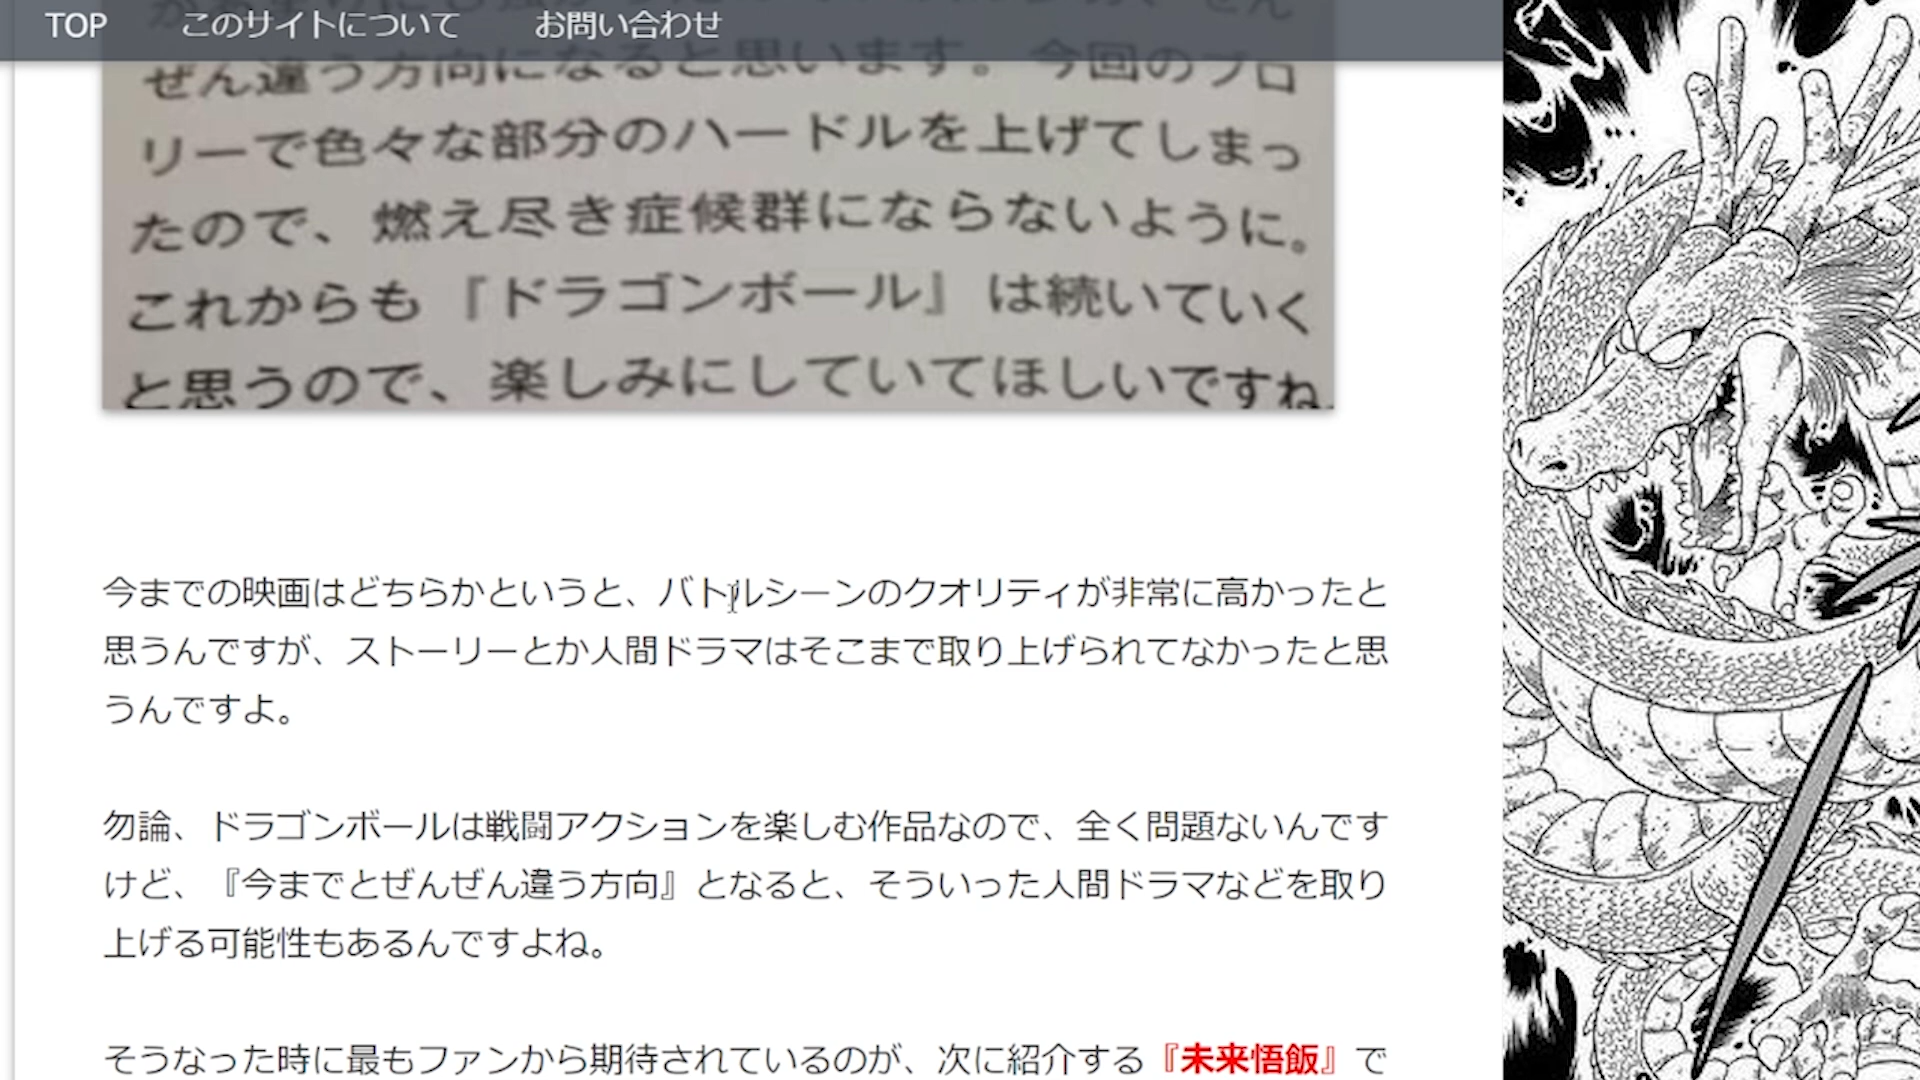 TOP このサイトについて お問い合わせ
ぜん違う方向になると思います。今回のブロ
リーで色々な部分のハードルを上げてしまっ
たので、燃え尽き症候群にならないように。
これからも『ドラゴンボール』は続いていく
と思うので、楽しみにしていてほしいですね
今までの映画はどちらかというと、バトルシーンのクオリティが非常に高かったと
思うんですが、ストーリーとか人間ドラマはそこまで取り上げられてなかったと思
うんですよ。
勿論、ドラゴンボールは戦闘アクションを楽しむ作品なので、全く問題ないんです
けど、『今までとぜんぜん違う方向』となると、そういった人間ドラマなどを取り
上げる可能性もあるんですよね。
そうなった時に最もファンから期待されているのが、次に紹介する『未来悟飯』で